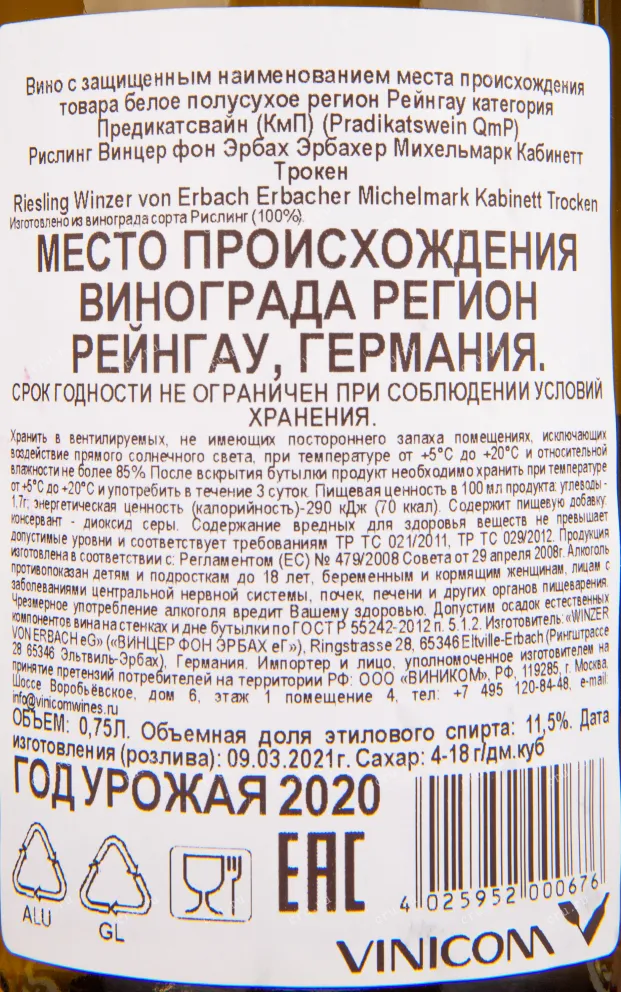 Вино с защищенным наименованием места происхождения
товара белое полусухое регион Рейнгау категория
Предикатсвайн (КмП) (Pradikatswein QmP)
Рислинг Винцер фон Эрбах Эрбахер Михельмарк Кабинетт
Трокен
Riesling Winzer von Erbach Erbacher Michelmark Kabinett Trocken
Изготовлено из винограда сорта Рислинг (100%).
МЕСТО ПРОИСХОЖДЕНИЯ
ВИНОГРАДА РЕГИОН
РЕЙНГАУ, ГЕРМАНИЯ.
СРОК ГОДНОСТИ НЕ ОГРАНИЧЕН ПРИ СОБЛЮДЕНИИ УСЛОВИЙ
ХРАНЕНИЯ.
Хранить в вентилируемых, не имеющих постороннего запаха помещениях, исключающих
воздействие прямого солнечного света, при температуре от +5°С до +20°С и относительной
влажности не более 85% После вскрытия бутылки продукт необходимо хранить при температуре
от +5°С до +20°С и употребить в течение 3 суток. Пищевая ценность в 100 мл продукта: углеводы -
1,7г; энергетическая ценность (калорийность)-290 кДж (70 ккал). Содержит пищевую добавку:
консервант - диоксид серы. Содержание вредных для здоровья веществ не превышает
допустимые уровни и соответствует требованиям ТР ТС 021/2011, ТР ТС 029/2012. Продукция
изготовлена в соответствии с: Регламентом (ЕС) № 479/2008 Совета от 29 апреля 2008г. Алкоголь
противопоказан детям и подросткам до 18 лет, беременным и кормящим женщинам, лицам с
заболеваниями центральной нервной системы, почек, печени и других органов пищеварения.
Чрезмерное употребление алкоголя вредит Вашему здоровью. Допустим осадок естественных
компонентов вина на стенках и дне бутылки по ГОСТ Р 55242-2012 п. 5.1.2. Изготовитель: «WINZER
VON ERBACH eG» («ВИНЦЕР ФОН ЭРБАХ еГ»), Ringstrasse 28, 65346 Eltville-Erbach (Рингштрассе
28 65346 Эльтвиль-Эрбах), Германия. Импортер и лицо, уполномоченное изготовителем на
принятие претензий потребителей на территории РФ: ООО «ВИНИКОМ», РФ, 119285, г. Москва,
Шоссе Воробьёвское, дом 6, этаж 1 помещение 4, тел: +7 495 120-84-48, e-mail:
info@vinicomwines.ru
ОБЪЕМ: 0,75Л. Объемная доля этилового спирта: 11,5%. Дата
изготовления (розлива): 09.03.2021г. Сахар: 4-18 г/дм.куб
ГОД УРОЖАЯ 2020
ALU
GL
EAC
4 025952 000676
VINICOM